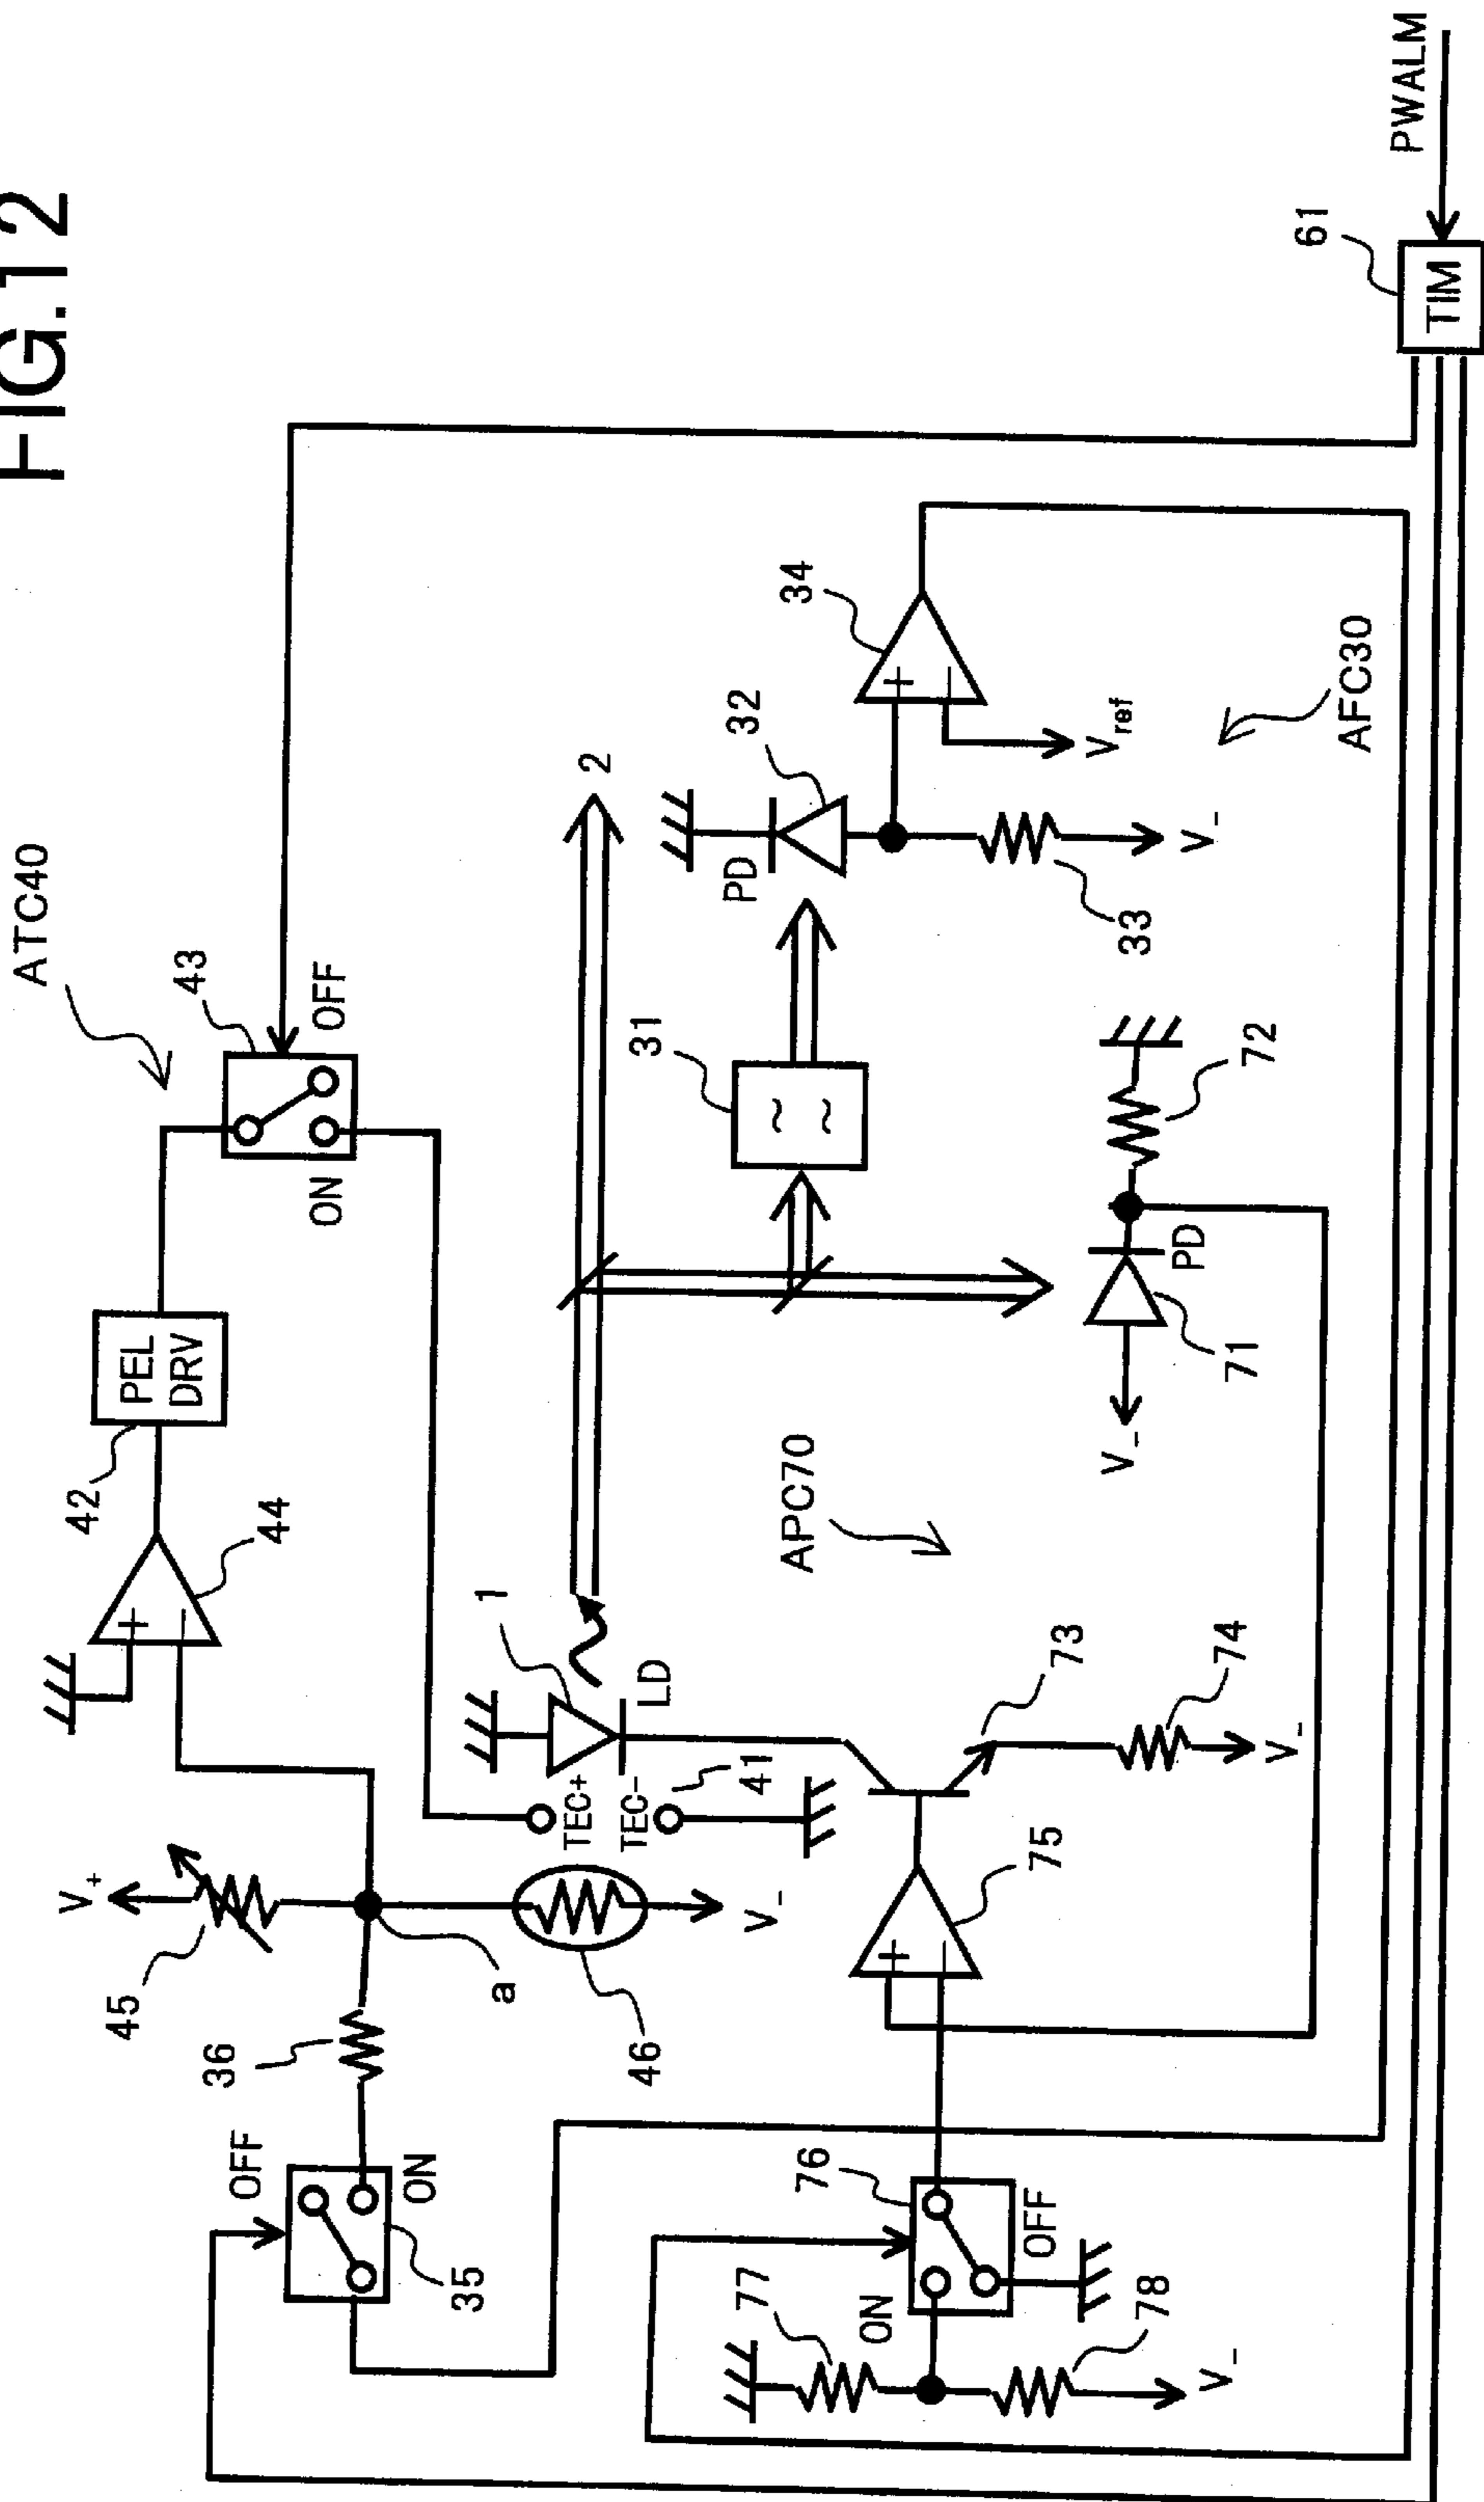 FIG.12
ATC40
45
V+
44
42
PEL
DRV
43
OFF
ON
36
OFF
ON
35
a
46
V-
TEC+
TEC-
41
1
LD
2
31
PD
32
34
33
V-
Vref
AFC30
APC70
V-
71
PD
72
73
74
V-
75
76
77
ON
OFF
78
V-
61
TIM
PWALM